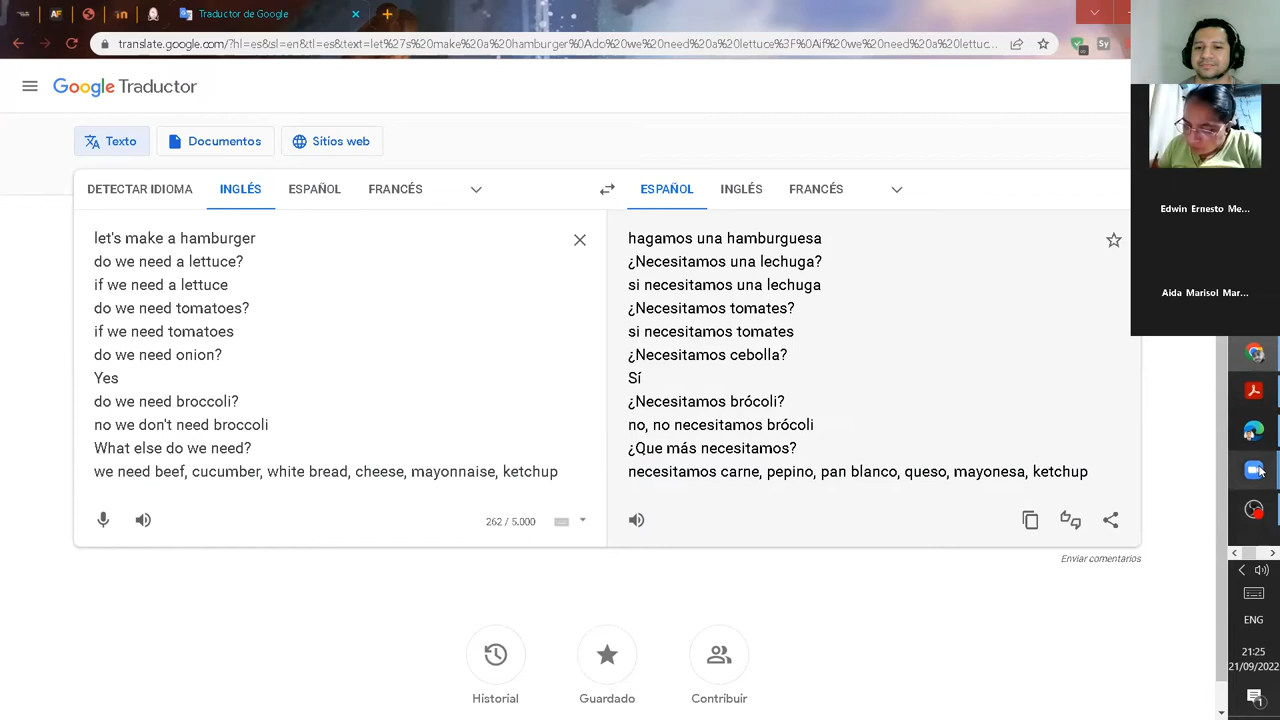 AF
Traductor de Google
translate.google.com/?hl=es&sl=en&tl=es&text=let%27s%20make%20a%20hamburger%0Ado%20we%20need%20a%20lettuce%3F%0Aif%20we%20need%20a%20lettuc...
Sy
Google Traductor
Texto
Documentos
Sitios web
DETECTAR IDIOMA
INGLÉS
ESPAÑOL
FRANCÉS
ESPAÑOL
INGLÉS
FRANCÉS
let's make a hamburger
do we need a lettuce?
if we need a lettuce
do we need tomatoes?
if we need tomatoes
do we need onion?
Yes
do we need broccoli?
no we don't need broccoli
What else do we need?
we need beef, cucumber, white bread, cheese, mayonnaise, ketchup
262 / 5.000
hagamos una hamburguesa
¿Necesitamos una lechuga?
si necesitamos una lechuga
¿Necesitamos tomates?
si necesitamos tomates
¿Necesitamos cebolla?
Sí
¿Necesitamos brócoli?
no, no necesitamos brócoli
¿Que más necesitamos?
necesitamos carne, pepino, pan blanco, queso, mayonesa, ketchup
Enviar comentarios
Historial
Guardado
Contribuir
Edwin Ernesto Me...
Aida Marisol Mar...
ENG
21:25
21/09/2022
1